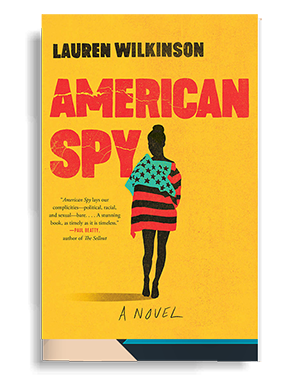 LAUREN WILKINSON
AMERICAN
SPY
"American Spy lays our
complicities—political, racial,
and sexual—bare. . . . A stunning
book, as timely as it is timeless."
—PAUL BEATTY,
author of The Sellout
A NOVEL